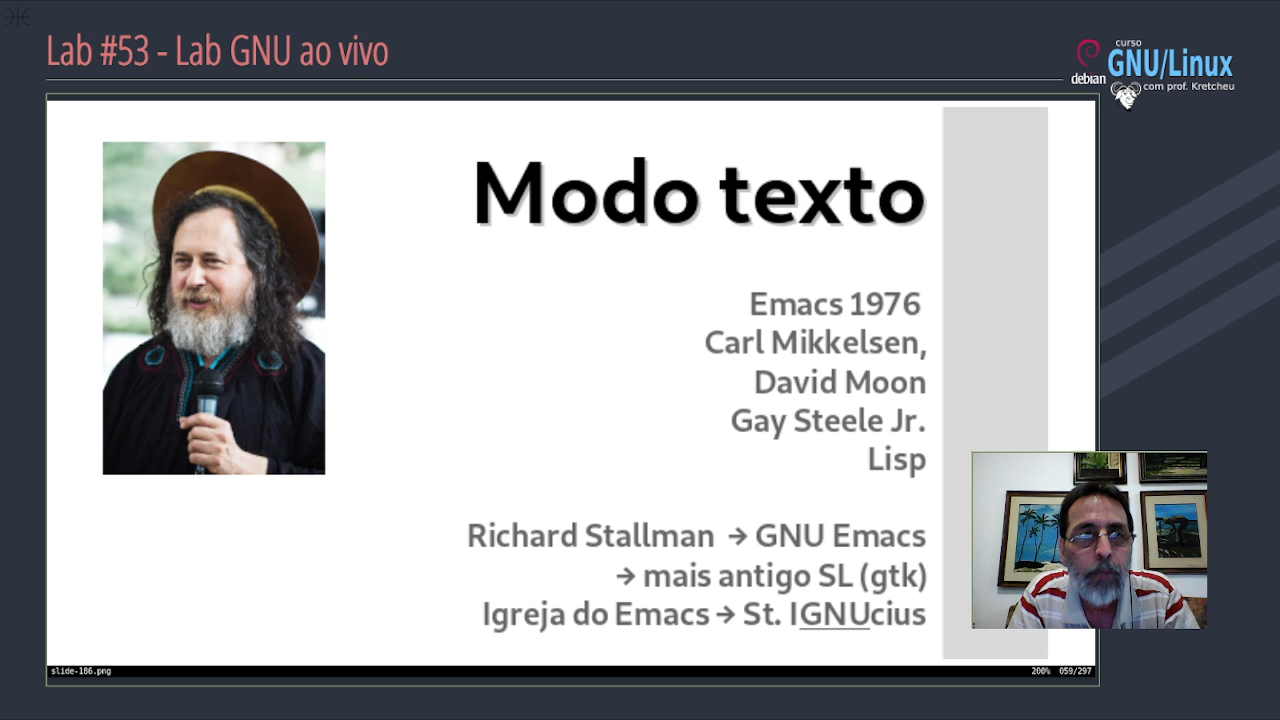 Lab #53 - Lab GNU ao vivo
curso
GNU/Linux
debian
com prof. Kretcheu
Modo texto
Emacs 1976
Carl Mikkelsen,
David Moon
Gay Steele Jr.
Lisp
Richard Stallman → GNU Emacs
→ mais antigo SL (gtk)
Igreja do Emacs → St. IGNUcius
slide-186.png
200% 059/297